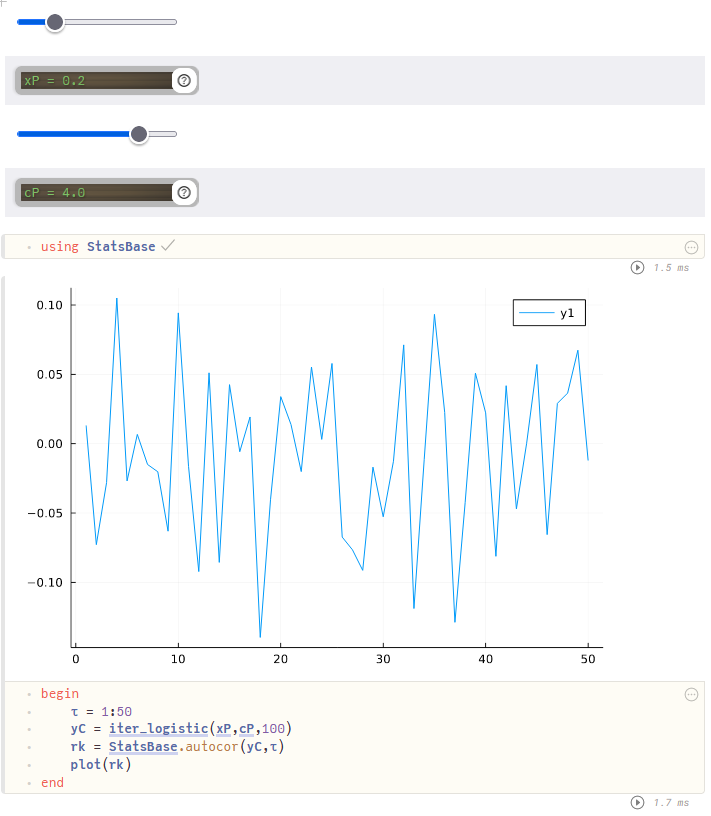 xP = 0.2 ?
cP = 4.0 ?
using StatsBase
1.5 ms
y1
0.10
0.05
0.00
−0.05
−0.10
0 10 20 30 40 50
begin
τ = 1:50
yC = iter_logistic(xP,cP,100)
rk = StatsBase.autocor(yC,τ)
plot(rk)
end
1.7 ms